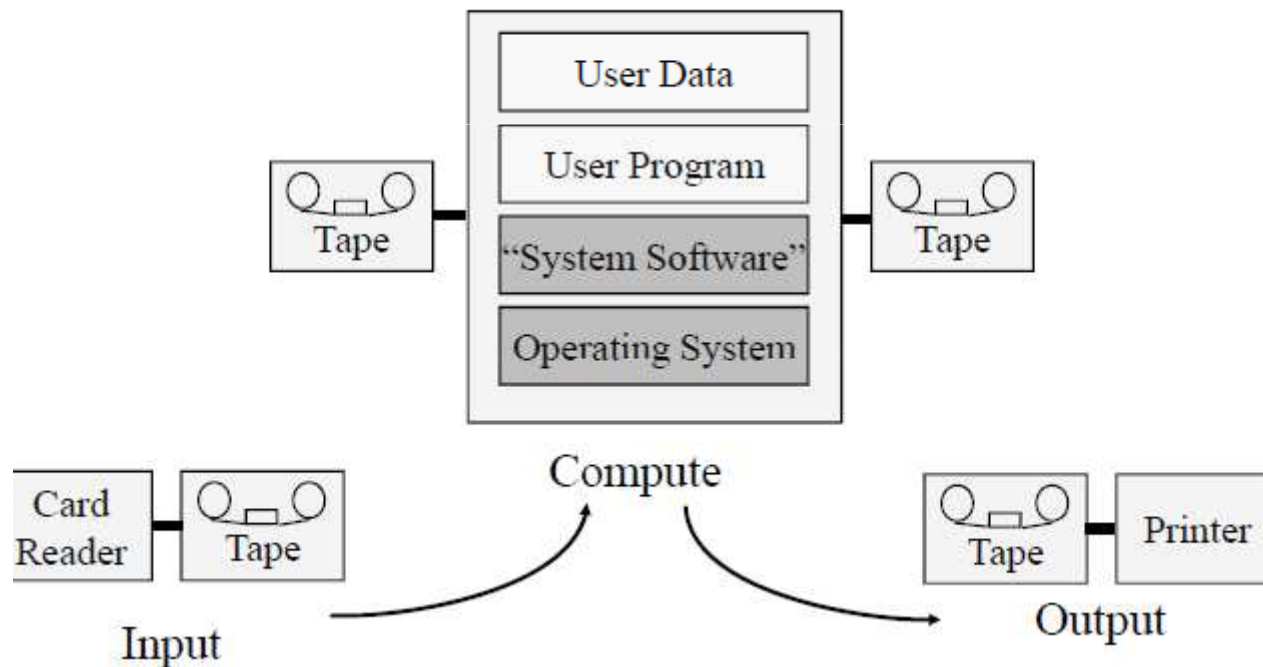 User Data
User Program
Tape
Tape
“System Software”
Operating System
Compute
Card
Reader
Tape
Tape
Printer
Input
Output